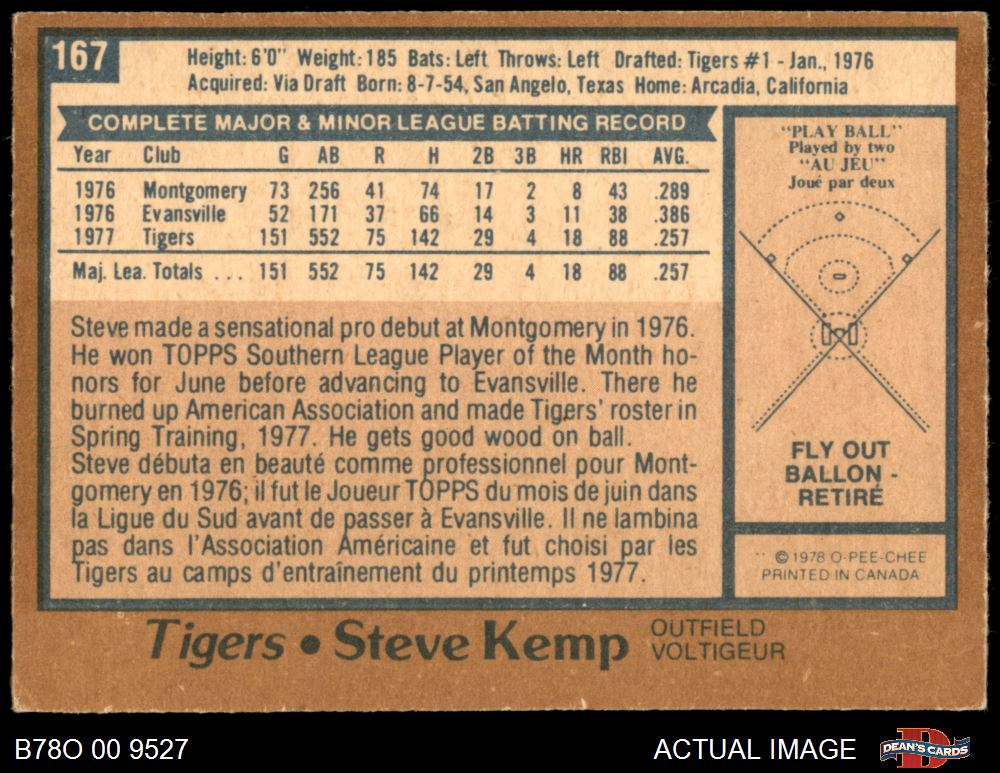 167
Height: 6'0" Weight: 185 Bats: Left Throws: Left Drafted: Tigers #1 - Jan., 1976
Acquired: Via Draft Born: 8-7-54, San Angelo, Texas Home: Arcadia, California
COMPLETE MAJOR & MINOR LEAGUE BATTING RECORD
Year Club G AB R H 2B 3B HR RBI AVG.
1976 Montgomery 73 256 41 74 17 2 8 43 .289
1976 Evansville 52 171 37 66 14 3 11 38 .386
1977 Tigers 151 552 75 142 29 4 18 88 .257
Maj. Lea. Totals ... 151 552 75 142 29 4 18 88 .257
Steve made a sensational pro debut at Montgomery in 1976.
He won TOPPS Southern League Player of the Month ho-
nors for June before advancing to Evansville. There he
burned up American Association and made Tigers' roster in
Spring Training, 1977. He gets good wood on ball.
Steve débuta en beauté comme professionnel pour Mont-
gomery en 1976; il fut le Joueur TOPPS du mois de juin dans
la Ligue du Sud avant de passer à Evansville. Il ne lambina
pas dans l'Association Américaine et fut choisi par les
Tigers au camps d'entraînement du printemps 1977.
"PLAY BALL"
Played by two
"AU JEU"
Joué par deux
FLY OUT
BALLON -
RETIRÉ
© 1978 O-PEE-CHEE
PRINTED IN CANADA
Tigers • Steve Kemp
OUTFIELD
VOLTIGEUR
B78O 00 9527
ACTUAL IMAGE
DEAN'S CARDS